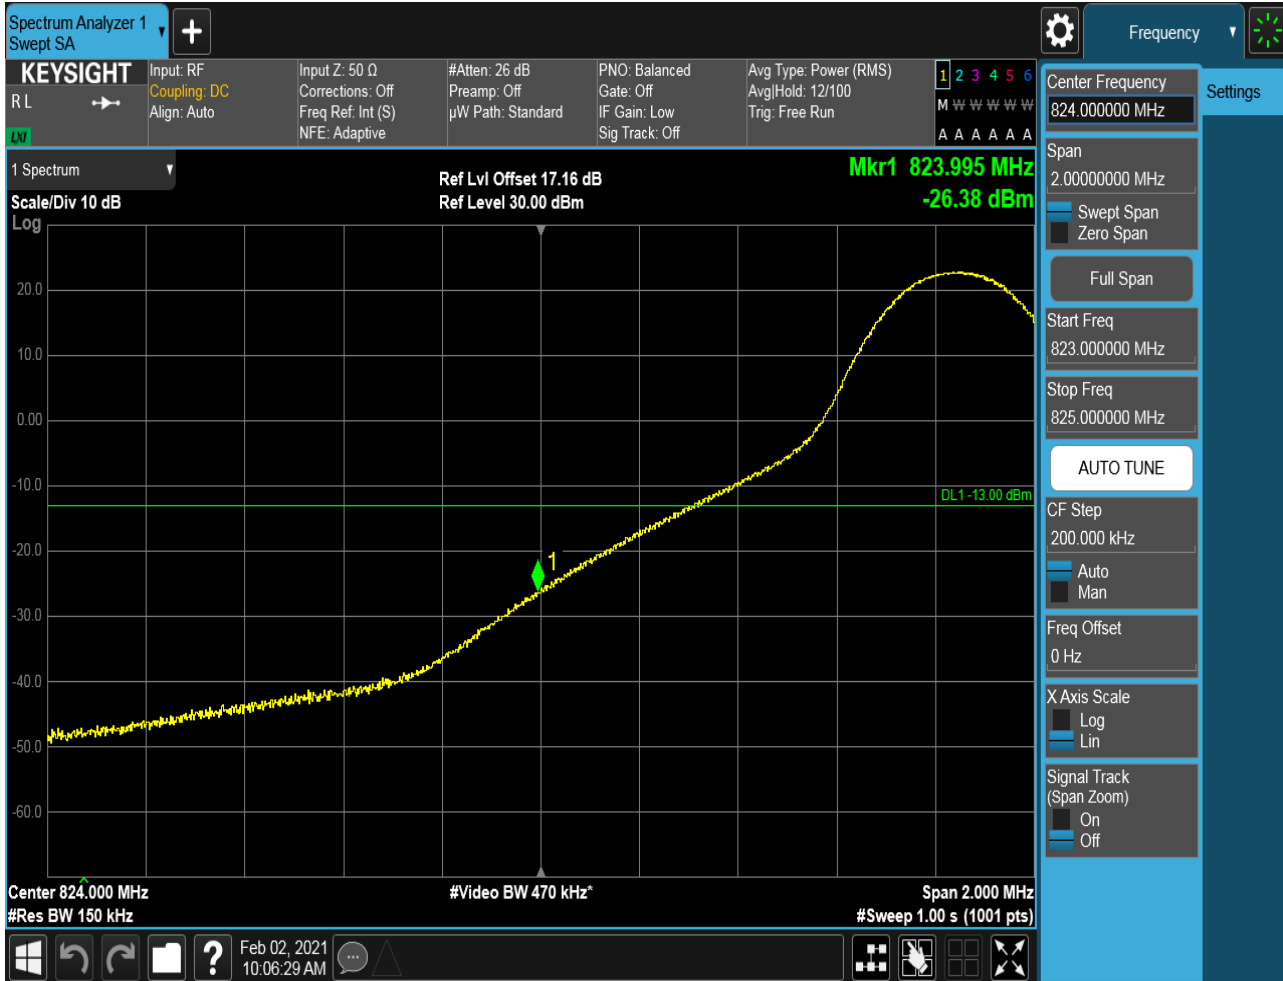 Spectrum Analyzer 1
Swept SA
Frequency
KEYSIGHT
R L
LXI
Input: RF
Coupling: DC
Align: Auto
Input Z: 50 Ω
Corrections: Off
Freq Ref: Int (S)
NFE: Adaptive
#Atten: 26 dB
Preamp: Off
µW Path: Standard
PNO: Balanced
Gate: Off
IF Gain: Low
Sig Track: Off
Avg Type: Power (RMS)
Avg|Hold: 12/100
Trig: Free Run
1 2 3 4 5 6
M W W W W W
A A A A A A
1 Spectrum
Scale/Div 10 dB
Log
Ref Lvl Offset 17.16 dB
Ref Level 30.00 dBm
Mkr1 823.995 MHz
-26.38 dBm
20.0
10.0
0.00
-10.0
-20.0
-30.0
-40.0
-50.0
-60.0
DL1 -13.00 dBm
1
Center 824.000 MHz
#Res BW 150 kHz
#Video BW 470 kHz*
Span 2.000 MHz
#Sweep 1.00 s (1001 pts)
Center Frequency
824.000000 MHz
Settings
Span
2.00000000 MHz
Swept Span
Zero Span
Full Span
Start Freq
823.000000 MHz
Stop Freq
825.000000 MHz
AUTO TUNE
CF Step
200.000 kHz
Auto
Man
Freq Offset
0 Hz
X Axis Scale
Log
Lin
Signal Track
(Span Zoom)
On
Off
?
Feb 02, 2021
10:06:29 AM